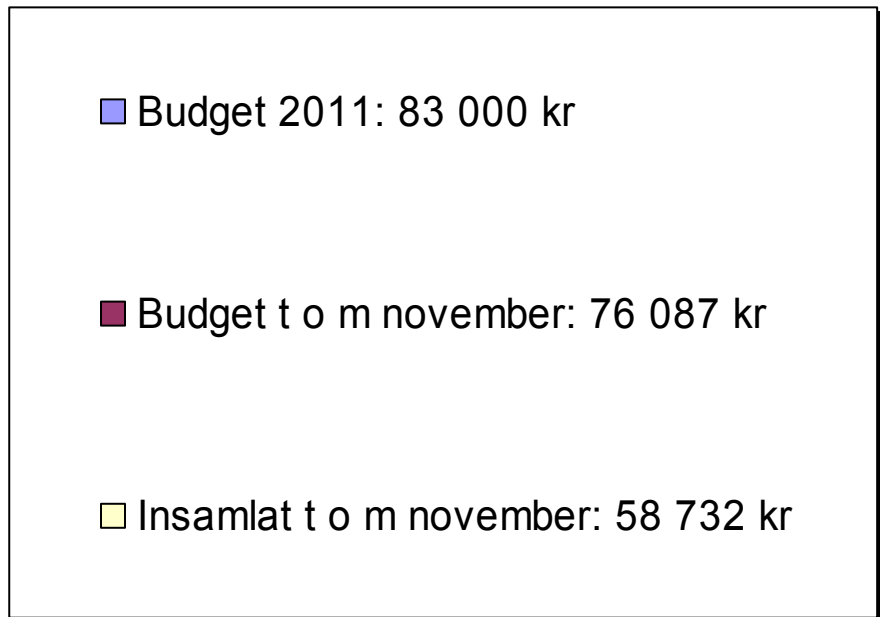 Budget 2011: 83 000 kr
Budget t o m november: 76 087 kr
Insamlat t o m november: 58 732 kr